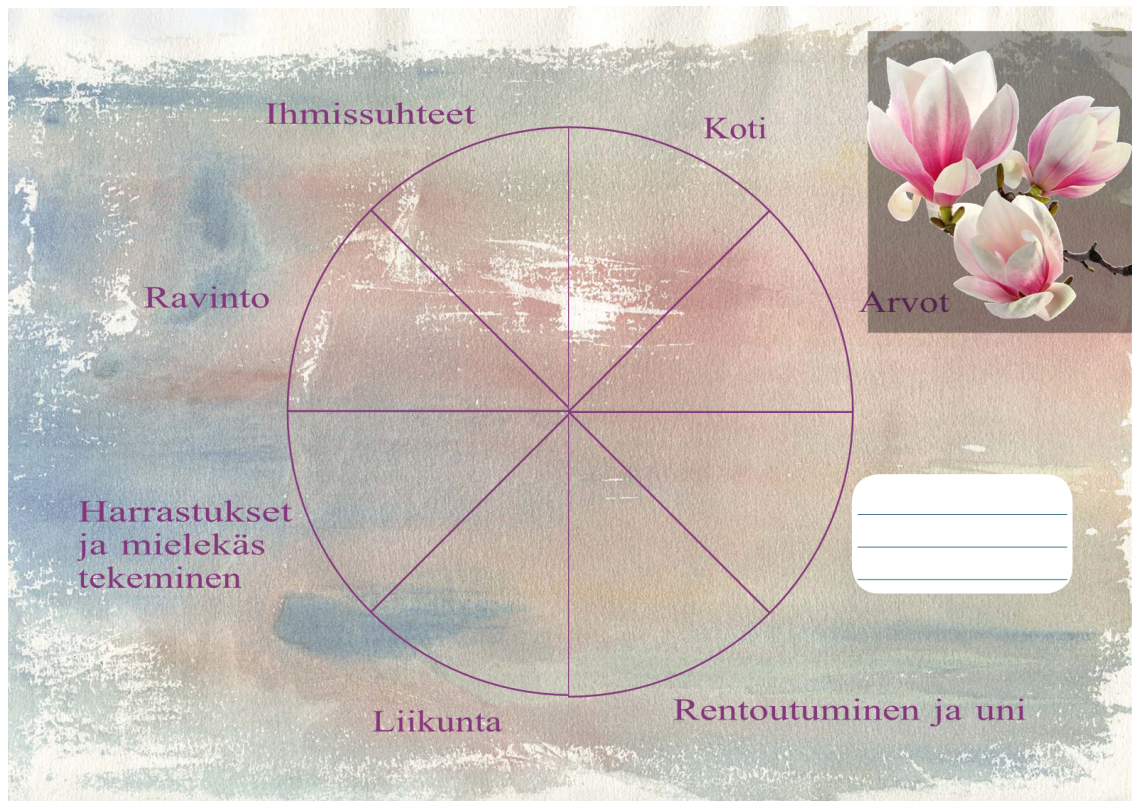 Ihmissuhteet
Koti
Ravinto
Arvot
Harrastukset
ja mielekäs
tekeminen
Liikunta
Rentoutuminen ja uni